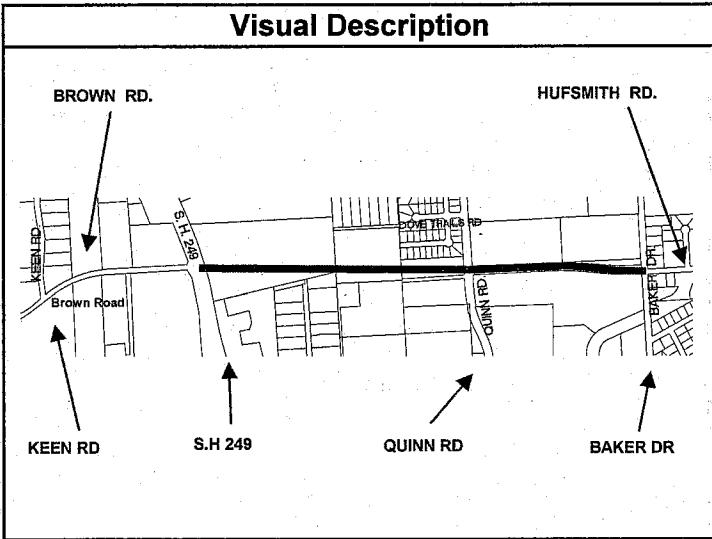 Visual Description
BROWN RD.
HUFSMITH RD.
S. H. 249
DOVE TRAILS RD
KEEN RD
BAKER DR.
Brown Road
QUINN RD.
KEEN RD
S.H 249
QUINN RD
BAKER DR